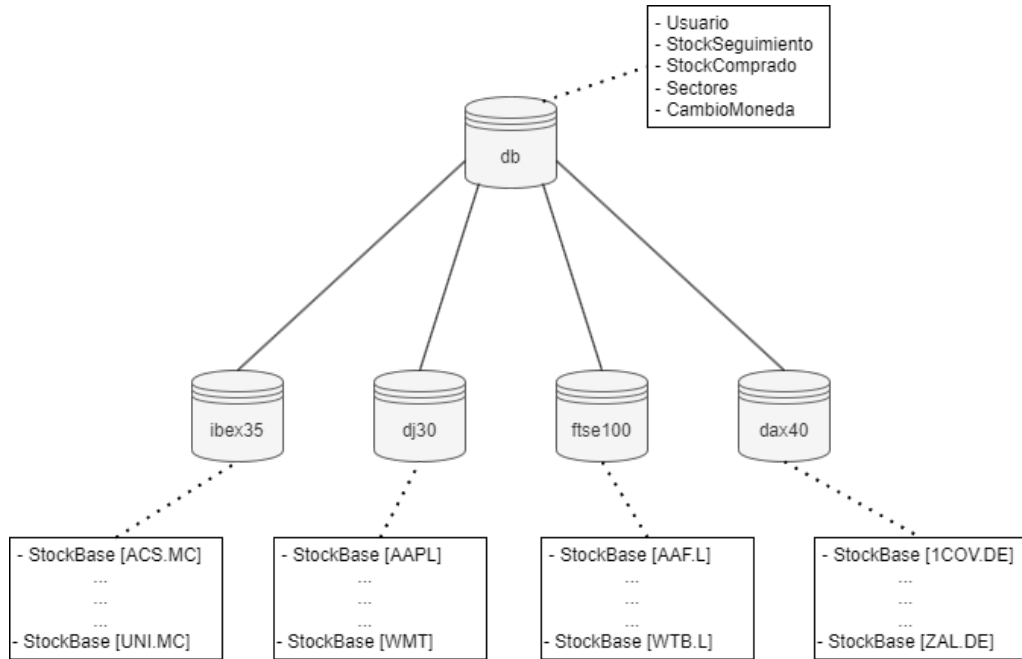 - Usuario
- StockSeguimiento
- StockComprado
- Sectores
- CambioMoneda
db
ibex35
dj30
ftse100
dax40
- StockBase [ACS.MC]
...
...
...
- StockBase [UNI.MC]
- StockBase [AAPL]
...
...
...
- StockBase [WMT]
- StockBase [AAF.L]
...
...
...
- StockBase [WTB.L]
- StockBase [1COV.DE]
...
...
...
- StockBase [ZAL.DE]